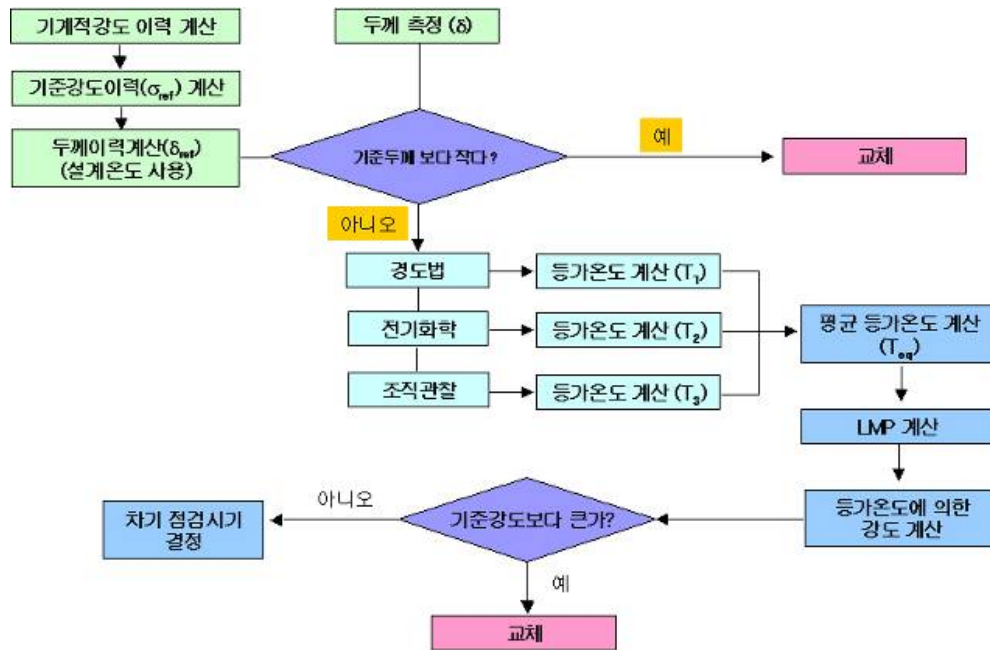 기계적강도 이력 계산
두께 측정 (δ)
기준강도이력(σref) 계산
두께이력계산(δref)
(설계온도 사용)
기준두께 보다 작다?
예
교체
아니오
경도법
등가온도 계산 (T1)
전기화학
등가온도 계산 (T2)
평균 등가온도 계산
(Teq)
조직관찰
등가온도 계산 (T3)
LMP 계산
등가온도에 의한
강도 계산
기준강도보다 큰가?
아니오
차기 점검시기
결정
예
교체